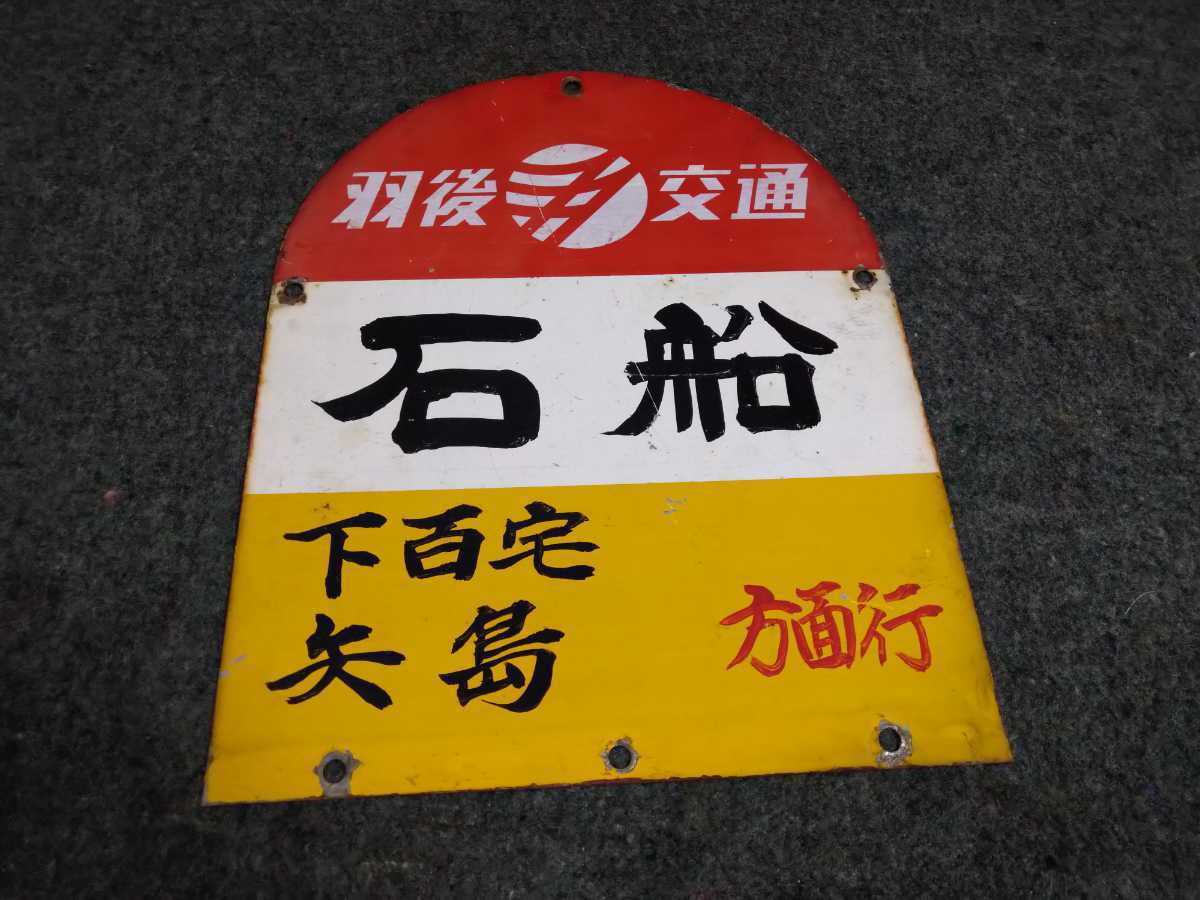 羽後交通
石船
下百宅
矢島
方面行